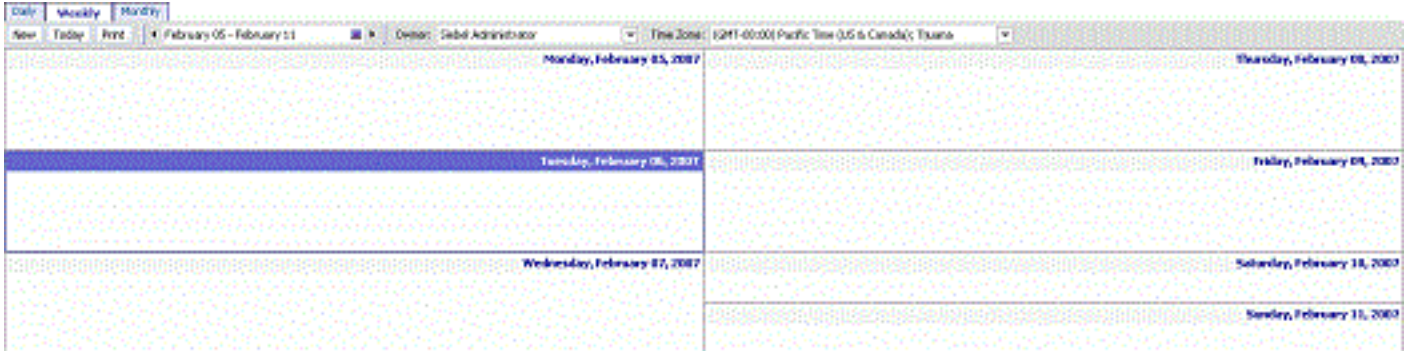 Daily Weekly Monthly
New Today Print February 05 - February 11 Owner: Siebel Administrator Time Zone: (GMT-08:00) Pacific Time (US & Canada); Tijuana
Monday, February 05, 2007
Tuesday, February 06, 2007
Wednesday, February 07, 2007
Thursday, February 08, 2007
Friday, February 09, 2007
Saturday, February 10, 2007
Sunday, February 11, 2007